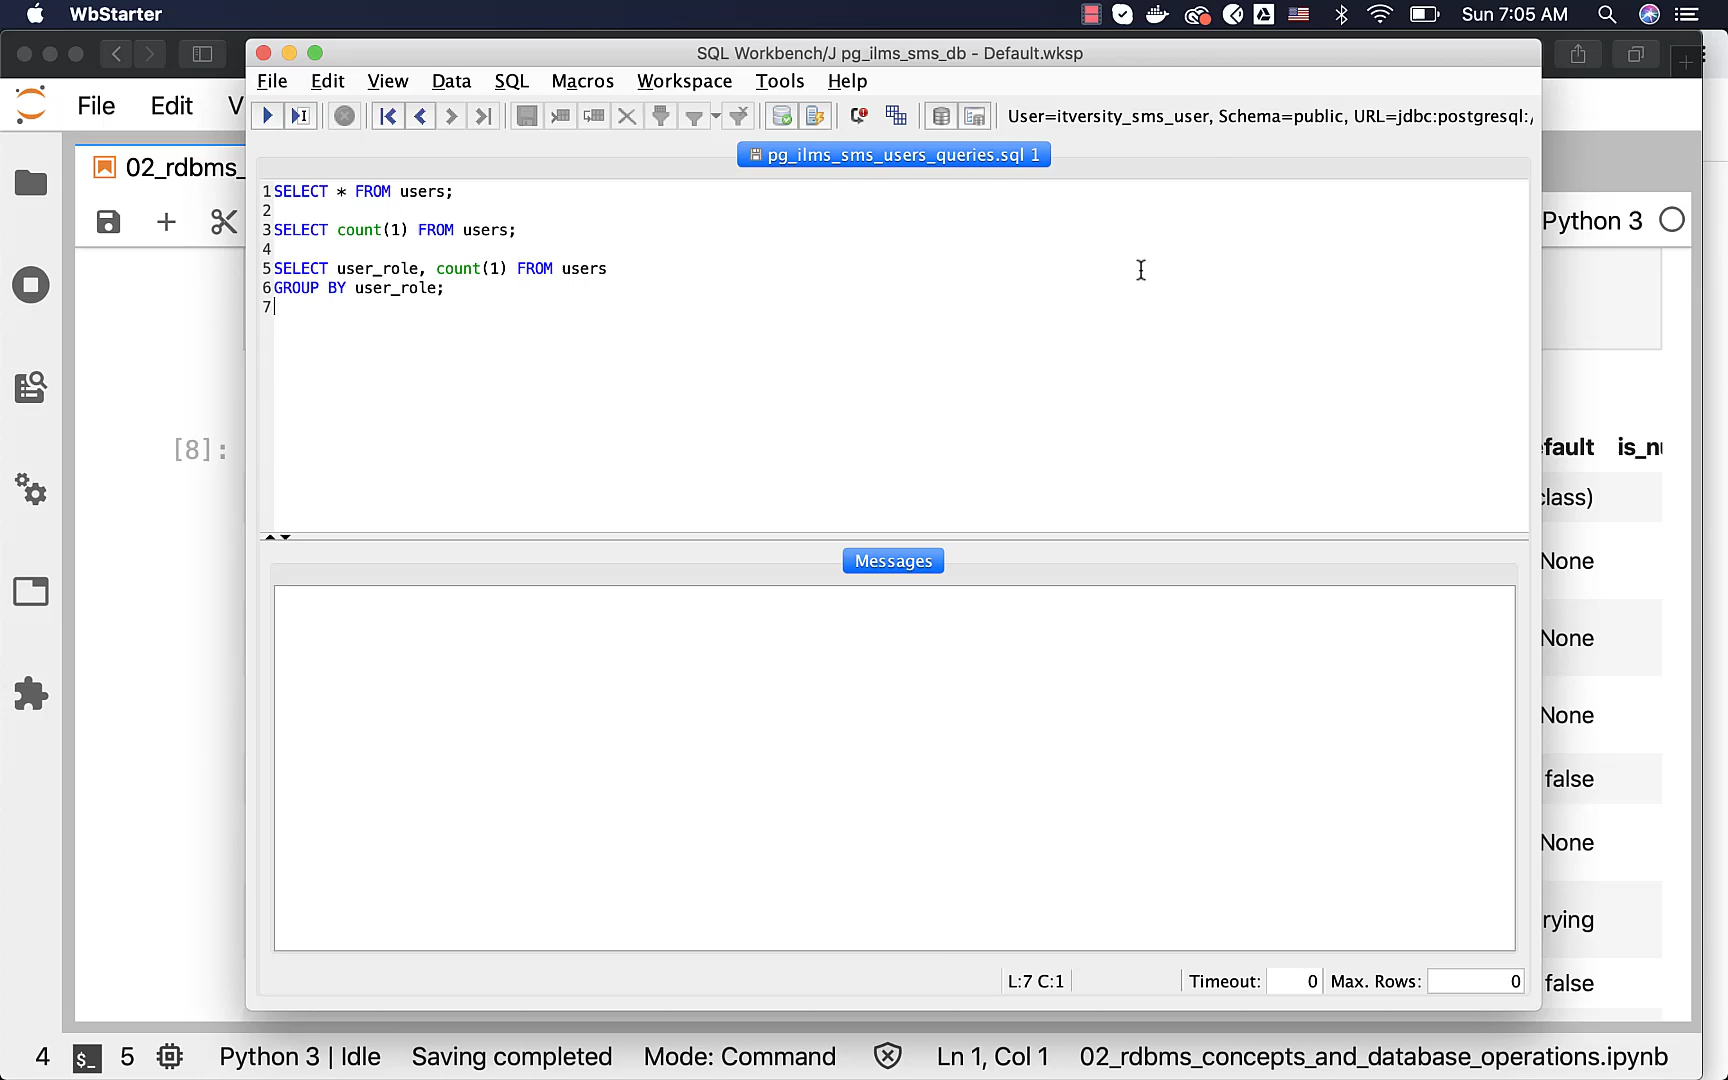 WbStarter
Sun 7:05 AM
SQL Workbench/J pg_ilms_sms_db - Default.wksp
File Edit View Data SQL Macros Workspace Tools Help
File Edit V
User=itversity_sms_user, Schema=public, URL=jdbc:postgresql:/
pg_ilms_sms_users_queries.sql 1
02_rdbms_
1 SELECT * FROM users;
2
3 SELECT count(1) FROM users;
4
5 SELECT user_role, count(1) FROM users
6 GROUP BY user_role;
7
Python 3
[8]:
fault is_nu
class)
None
None
None
false
None
rying
false
Messages
L:7 C:1
Timeout: 0
Max. Rows: 0
4 $_ 5 Python 3 | Idle Saving completed Mode: Command Ln 1, Col 1 02_rdbms_concepts_and_database_operations.ipynb